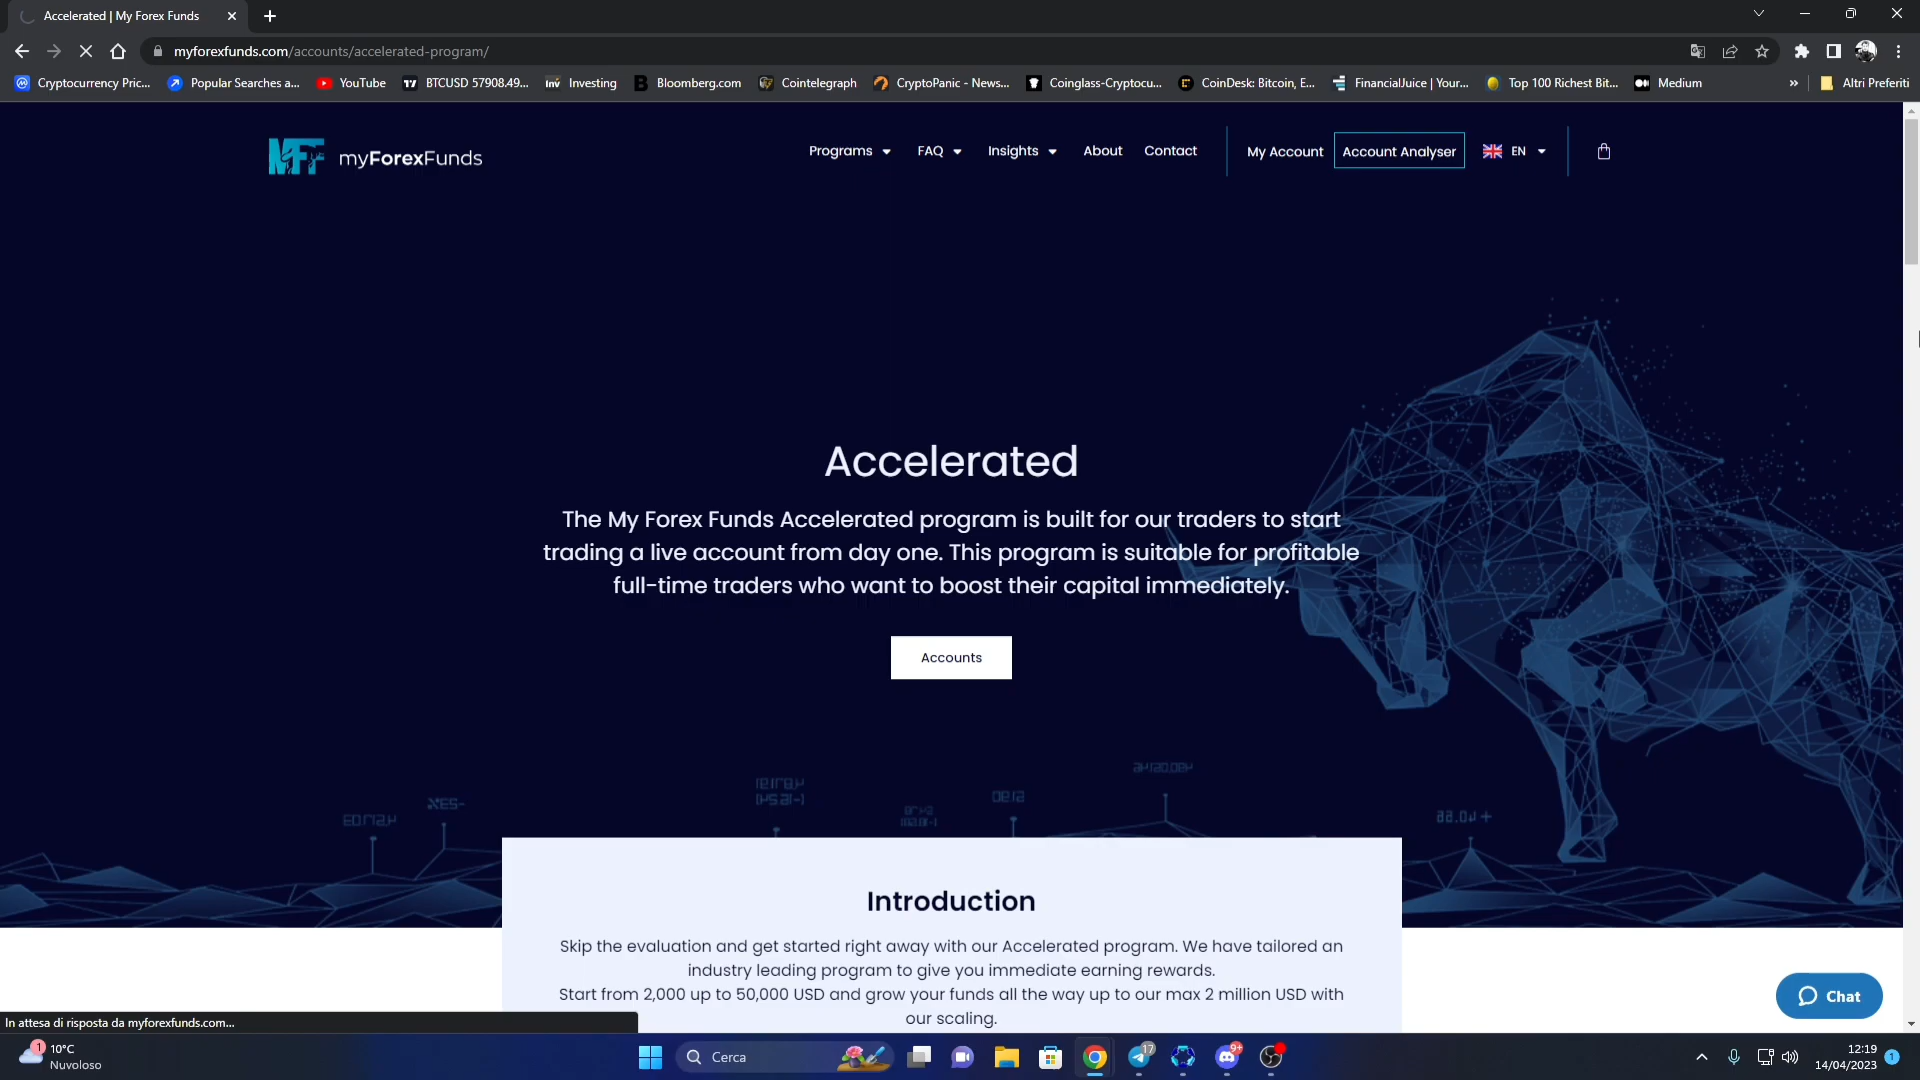 Accelerated | My Forex Funds
myforexfunds.com/accounts/accelerated-program/
Cryptocurrency Pric... Popular Searches a... YouTube BTCUSD 57908.49... Investing Bloomberg.com Cointelegraph CryptoPanic - News... Coinglass-Cryptocu... CoinDesk: Bitcoin, E... FinancialJuice | Your... Top 100 Richest Bit... Medium » Altri Preferiti
MFF myForexFunds Programs FAQ Insights About Contact My Account Account Analyser EN
Accelerated
The My Forex Funds Accelerated program is built for our traders to start
trading a live account from day one. This program is suitable for profitable
full-time traders who want to boost their capital immediately.
Accounts
Introduction
Skip the evaluation and get started right away with our Accelerated program. We have tailored an
industry leading program to give you immediate earning rewards.
Start from 2,000 up to 50,000 USD and grow your funds all the way up to our max 2 million USD with
our scaling.
Chat
In attesa di risposta da myforexfunds.com...
1 10°C
Nuvoloso
Cerca
17
9+
12:19
14/04/2023
1